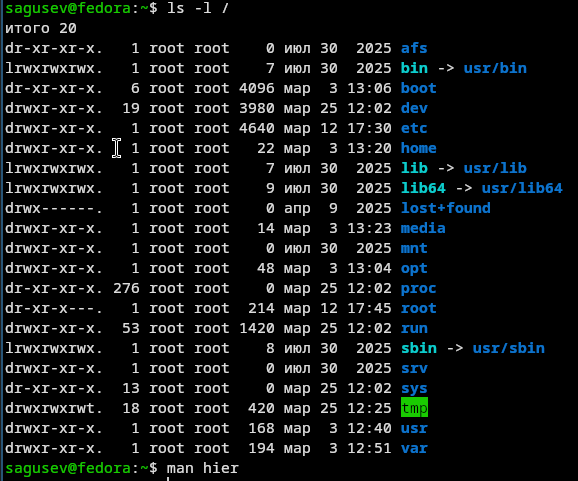 sagusev@fedora:~$ ls -l /
итого 20
dr-xr-xr-x.   1 root root    0 июл 30  2025 afs
lrwxrwxrwx.   1 root root    7 июл 30  2025 bin -> usr/bin
dr-xr-xr-x.   6 root root 4096 мар  3 13:06 boot
drwxr-xr-x.  19 root root 3980 мар 25 12:02 dev
drwxr-xr-x.   1 root root 4640 мар 12 17:30 etc
drwxr-xr-x.   1 root root   22 мар  3 13:20 home
lrwxrwxrwx.   1 root root    7 июл 30  2025 lib -> usr/lib
lrwxrwxrwx.   1 root root    9 июл 30  2025 lib64 -> usr/lib64
drwx------.   1 root root    0 апр  9  2025 lost+found
drwxr-xr-x.   1 root root   14 мар  3 13:23 media
drwxr-xr-x.   1 root root    0 июл 30  2025 mnt
drwxr-xr-x.   1 root root   48 мар  3 13:04 opt
dr-xr-xr-x. 276 root root    0 мар 25 12:02 proc
dr-xr-x---.   1 root root  214 мар 12 17:45 root
drwxr-xr-x.  53 root root 1420 мар 25 12:02 run
lrwxrwxrwx.   1 root root    8 июл 30  2025 sbin -> usr/sbin
drwxr-xr-x.   1 root root    0 июл 30  2025 srv
dr-xr-xr-x.  13 root root    0 мар 25 12:02 sys
drwxrwxrwt.  18 root root  420 мар 25 12:25 tmp
drwxr-xr-x.   1 root root  168 мар  3 12:40 usr
drwxr-xr-x.   1 root root  194 мар  3 12:51 var
sagusev@fedora:~$ man hier